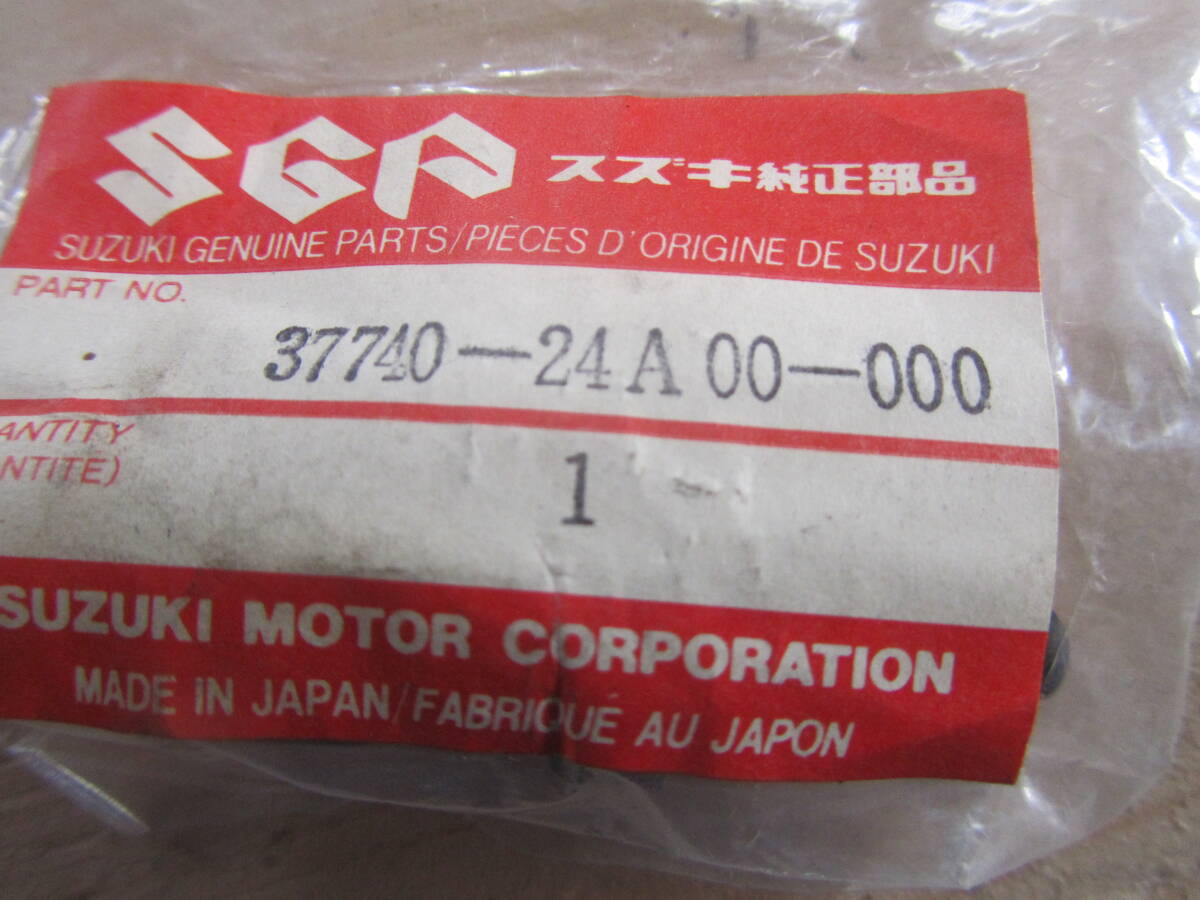 SGP スズキ純正部品
SUZUKI GENUINE PARTS/PIECES D'ORIGINE DE SUZUKI
PART NO.
37740-24A00-000
ANTITY
NTITE)
1
SUZUKI MOTOR CORPORATION
MADE IN JAPAN/FABRIQUE AU JAPON